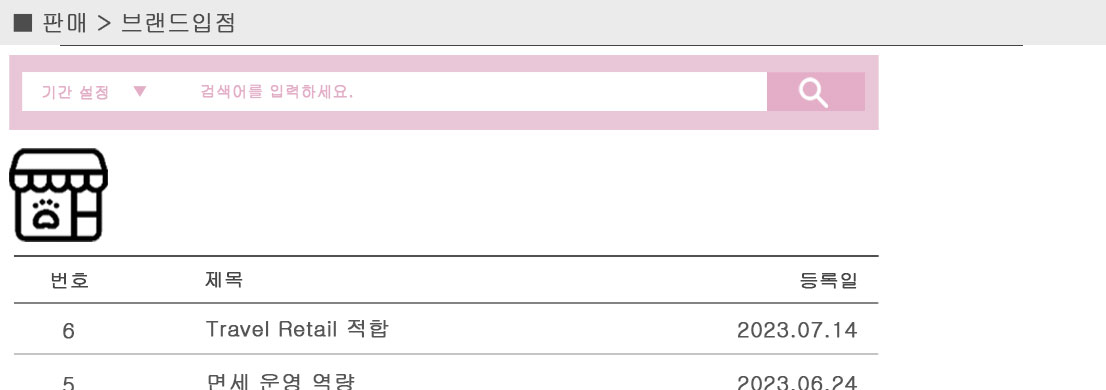 ■ 판매 > 브랜드입점
기간 설정 ▼ 검색어를 입력하세요.
번호 제목 등록일
6 Travel Retail 적합 2023.07.14
5 면세 운영 역량 2023.06.24